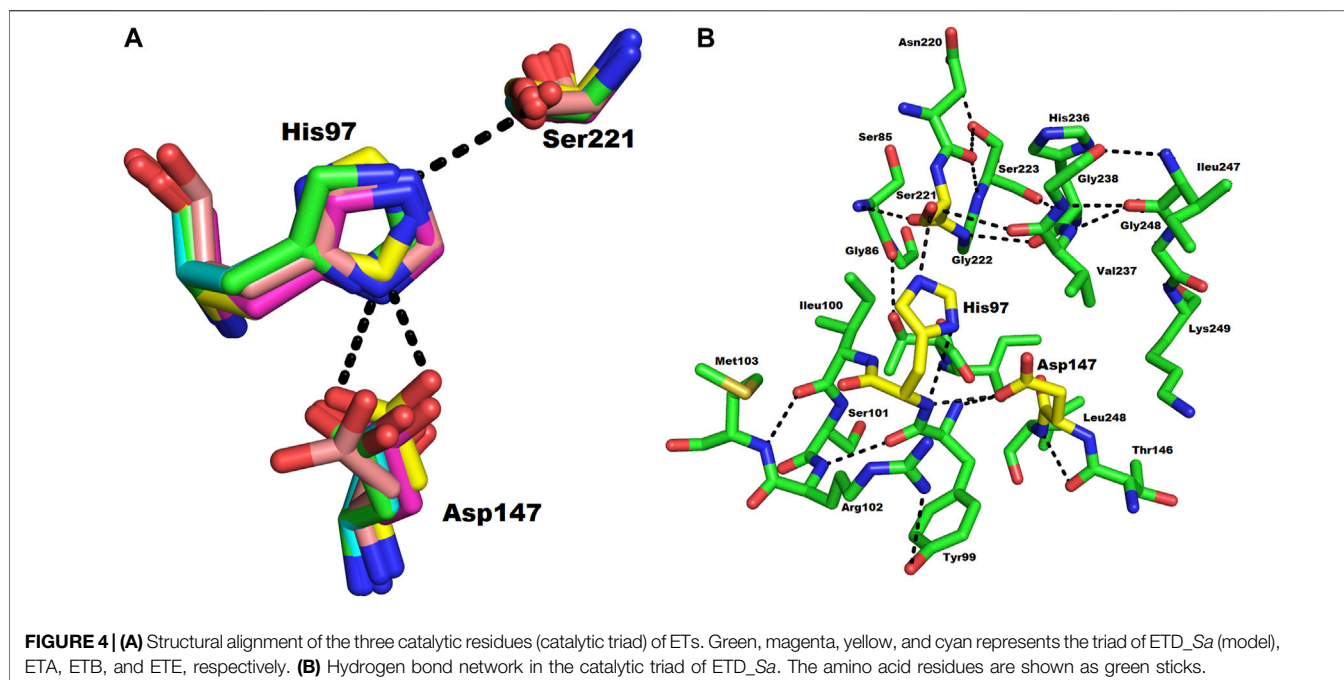 A
His97
Ser221
Asp147
B
Asn220
His236
Ser85
Ileu247
Ser223
Gly238
Ser221
Gly248
Gly86
Gly222
Val237
Ileu100
His97
Lys249
Met103
Asp147
Ser101
Leu248
Thr146
Arg102
Tyr99
FIGURE 4 | (A) Structural alignment of the three catalytic residues (catalytic triad) of ETs. Green, magenta, yellow, and cyan represents the triad of ETD_Sa (model),
ETA, ETB, and ETE, respectively. (B) Hydrogen bond network in the catalytic triad of ETD_Sa. The amino acid residues are shown as green sticks.